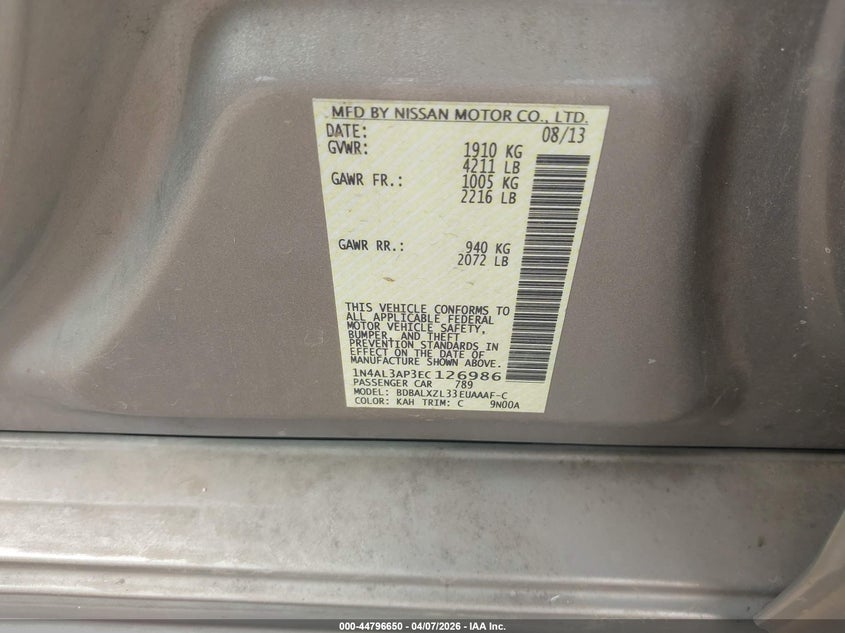 MFD BY NISSAN MOTOR CO., LTD.
DATE: 08/13
GVWR: 1910 KG
4211 LB
GAWR FR.: 1005 KG
2216 LB
GAWR RR.: 940 KG
2072 LB
THIS VEHICLE CONFORMS TO
ALL APPLICABLE FEDERAL
MOTOR VEHICLE SAFETY,
BUMPER, AND THEFT
PREVENTION STANDARDS IN
EFFECT ON THE DATE OF
MANUFACTURE SHOWN ABOVE.
1N4AL3AP3EC126986
PASSENGER CAR 789
MODEL: BDBALXZL33EUAAAF-C
COLOR: KAH TRIM: C 9N00A
000-44796650 - 04/07/2026 - IAA Inc.